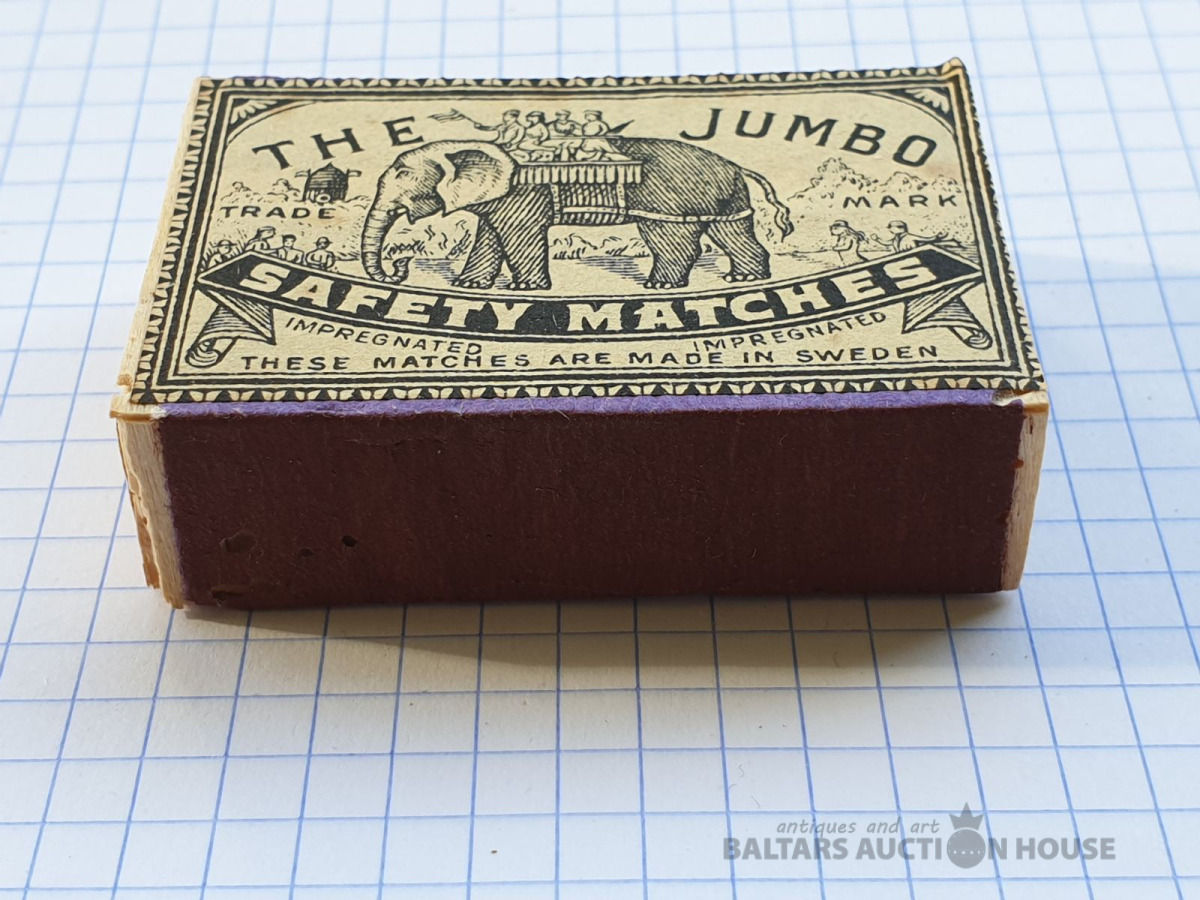 THE JUMBO
TRADE MARK
SAFETY MATCHES
IMPREGNATED IMPREGNATED
THESE MATCHES ARE MADE IN SWEDEN
antiques and art
BALTARS AUCTION HOUSE